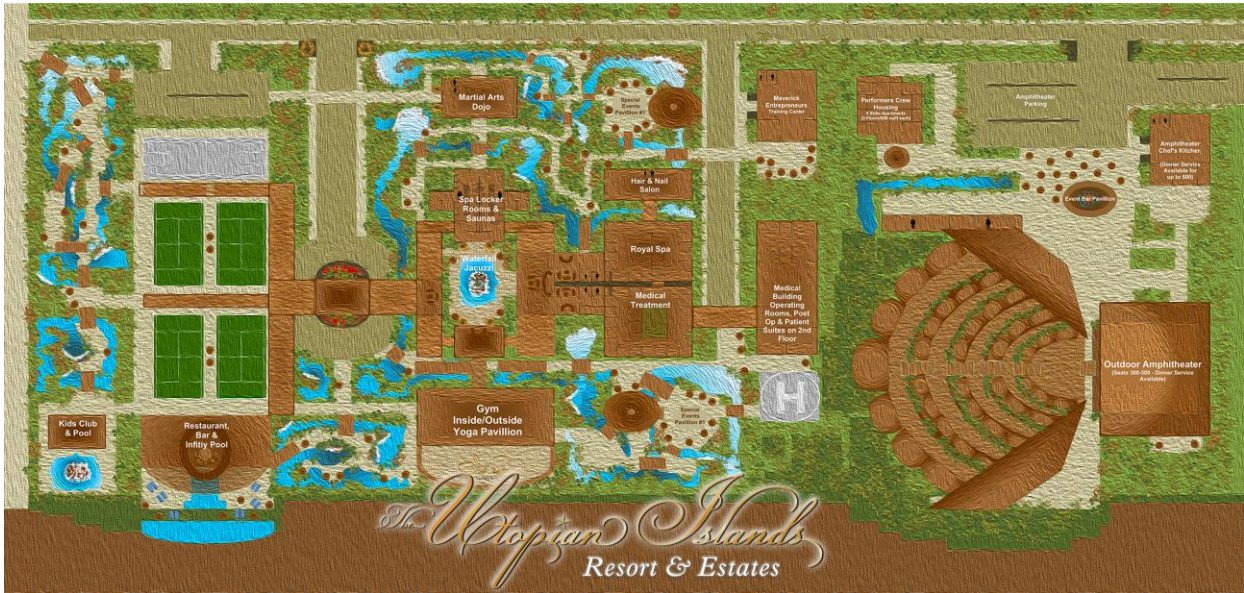 Martial Arts
Dojo
Special
Events
Pavilion #1
Maverick
Entrepreneurs
Training Center
Performers Crew
Housing
Amphitheater
Parking
Amphitheater
Chef's Kitchen
(Dinner Service
Available for
up to 500)
Hair & Nail
Salon
Spa Locker
Rooms &
Saunas
Event Bar Pavilion
Royal Spa
Waterfall
Jacuzzi
Medical
Treatment
Medical
Building
Operating
Rooms, Post
Op & Patient
Suites on 2nd
Floor
Outdoor Amphitheater
(Seats 300-500 - Dinner Service
Available)
H
Kids Club
& Pool
Restaurant,
Bar &
Infitiy Pool
Gym
Inside/Outside
Yoga Pavillion
Special
Events
Pavilion #1
The Utopian Islands
Resort & Estates